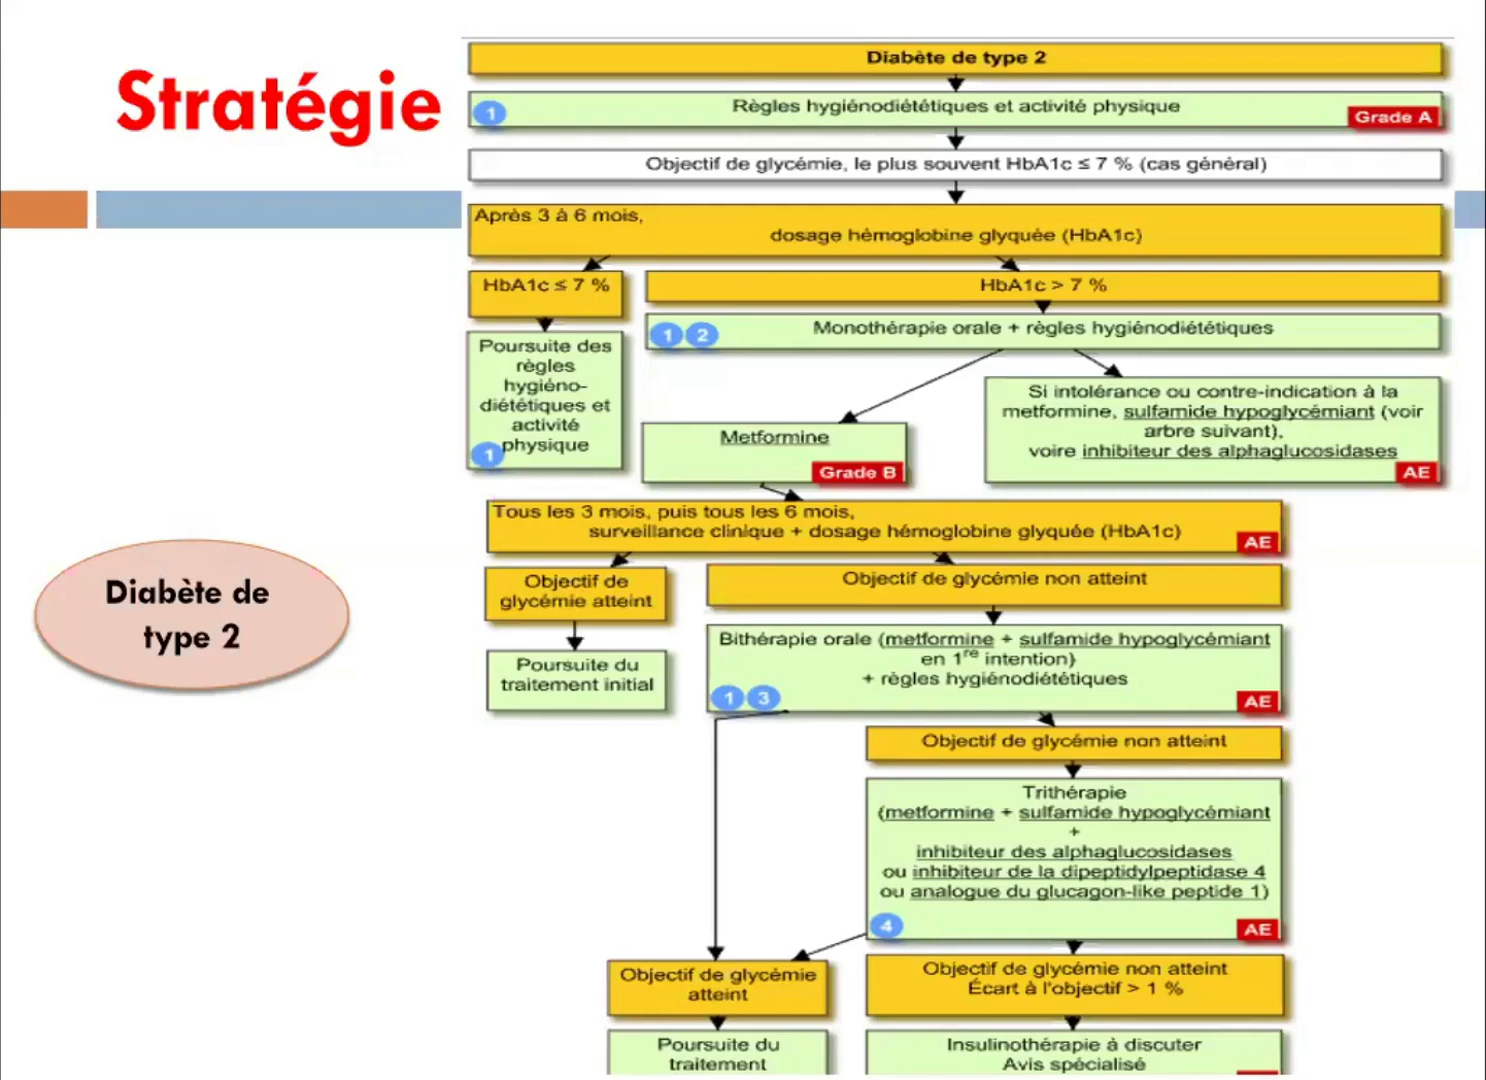 Stratégie
Diabète de type 2
1
Règles hygiénodiététiques et activité physique
Grade A
Objectif de glycémie, le plus souvent HbA1c ≤ 7 % (cas général)
Après 3 à 6 mois,
dosage hémoglobine glyquée (HbA1c)
HbA1c ≤ 7 %
HbA1c > 7 %
Poursuite des
règles
hygiéno-
diététiques et
activité
physique
1
1 2
Monothérapie orale + règles hygiénodiététiques
Metformine
Grade B
Si intolérance ou contre-indication à la
metformine, sulfamide hypoglycémiant (voir
arbre suivant),
voire inhibiteur des alphaglucosidases
AE
Tous les 3 mois, puis tous les 6 mois,
surveillance clinique + dosage hémoglobine glyquée (HbA1c)
AE
Objectif de
glycémie atteint
Objectif de glycémie non atteint
Poursuite du
traitement initial
Bithérapie orale (metformine + sulfamide hypoglycémiant
en 1re intention)
+ règles hygiénodiététiques
1 3
AE
Diabète de
type 2
Objectif de glycémie non atteint
Trithérapie
(metformine + sulfamide hypoglycémiant
+
inhibiteur des alphaglucosidases
ou inhibiteur de la dipeptidylpeptidase 4
ou analogue du glucagon-like peptide 1)
4
AE
Objectif de glycémie
atteint
Objectif de glycémie non atteint
Écart à l'objectif > 1 %
Poursuite du
traitement
Insulinothérapie à discuter
Avis spécialisé